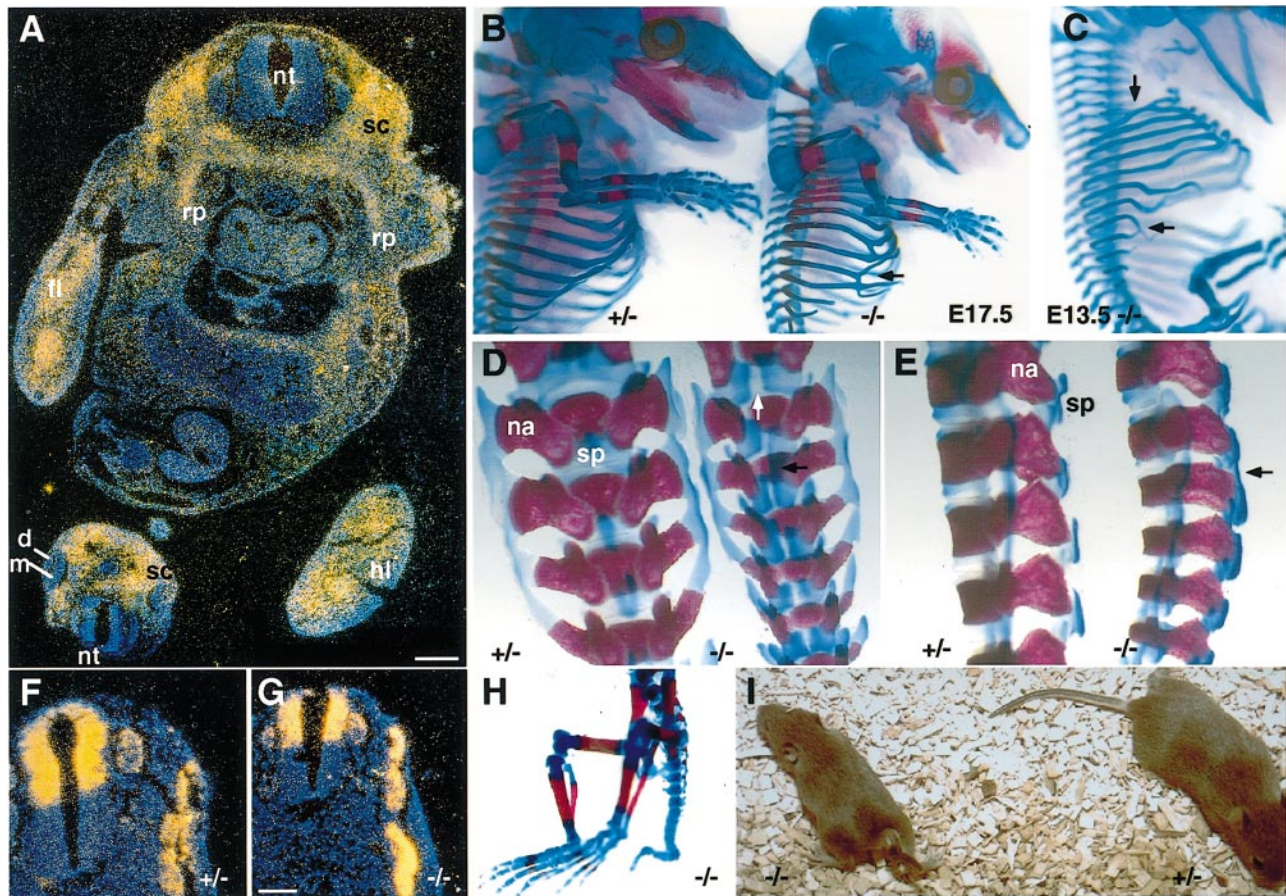 A
nt
sc
rp
rp
fl
d
m
sc
hl
nt
B
+/-
-/-
E17.5
C
E13.5 -/-
D
na
sp
+/-
-/-
E
na
sp
+/-
-/-
F
+/-
G
-/-
H
-/-
I
-/-
+/-